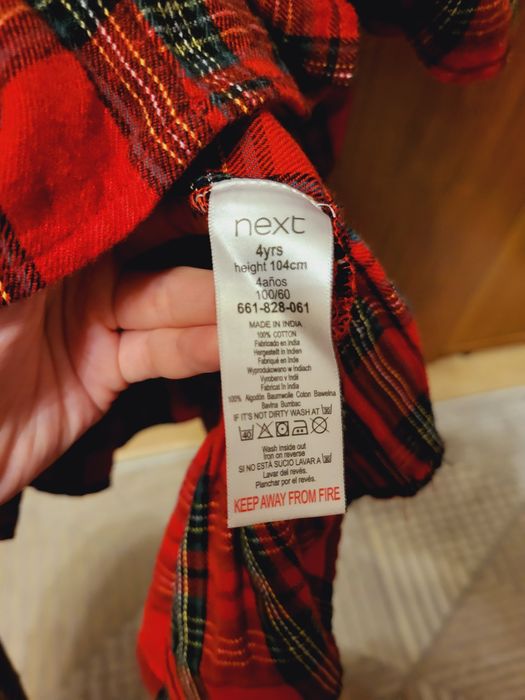 next
4yrs
height 104cm
4años
100/60
661-828-061
MADE IN INDIA
100% COTTON
Fabricado en India
Hergestellt in Indien
Fabriqué en Inde
Wyprodukowano w Indiach
Vyrobeno v Indii
Fabricat în India
100% Algodón Baumwolle Coton Bawełna
Bavlna Bumbac
IF IT'S NOT DIRTY WASH AT 30
40
Wash inside out
Iron on reverse
SI NO ESTÁ SUCIO LAVAR A 30
Lavar del revés.
Planchar por el revés.
KEEP AWAY FROM FIRE